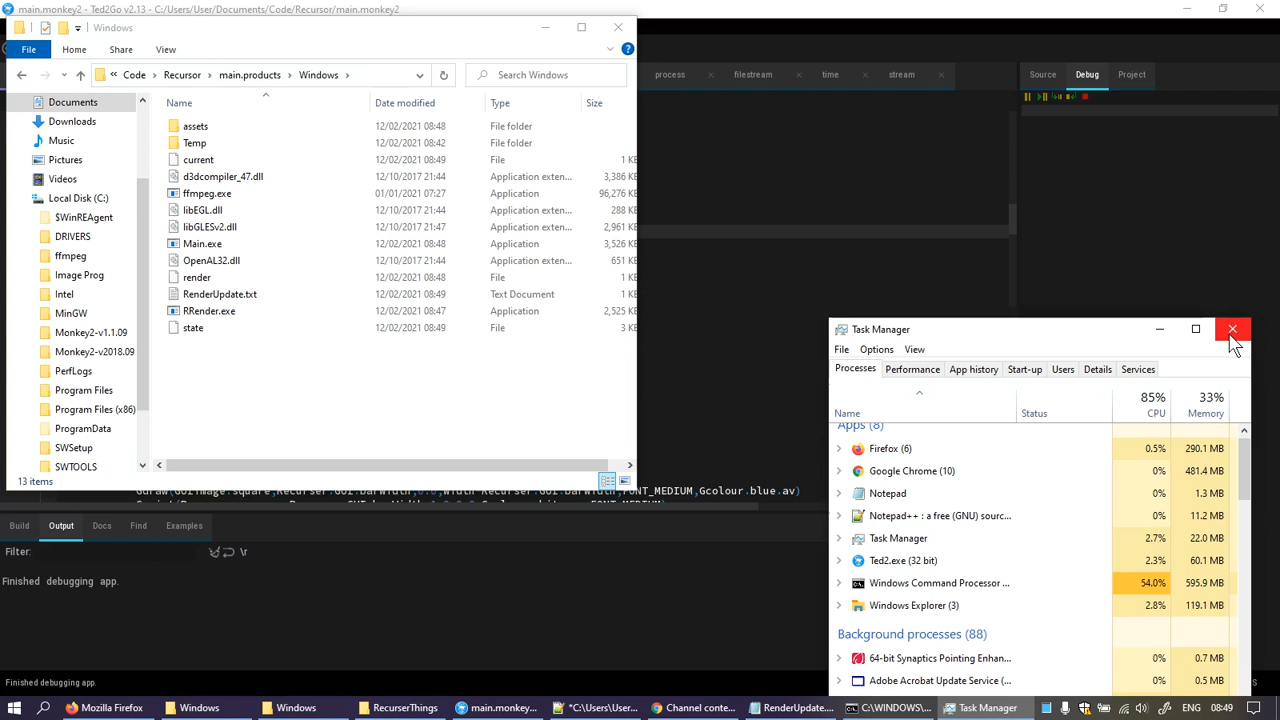 main.monkey2 - Ted2Go v2.13 - C:/Users/User/Documents/Code/Recursor/main.monkey2
Windows
File Home Share View
« Code > Recursor > main.products > Windows >
Search Windows
Documents
Downloads
Music
Pictures
Videos
Local Disk (C:)
$WinREAgent
DRIVERS
ffmpeg
Image Prog
Intel
MinGW
Monkey2-v1.1.09
Monkey2-v2018.09
PerfLogs
Program Files
Program Files (x86)
ProgramData
SWSetup
SWTOOLS
Name Date modified Type Size
assets 12/02/2021 08:48 File folder
Temp 12/02/2021 08:42 File folder
current 12/02/2021 08:49 File 1 KE
d3dcompiler_47.dll 12/10/2017 21:44 Application exten... 3,386 KE
ffmpeg.exe 01/01/2021 07:27 Application 96,276 KE
libEGL.dll 12/10/2017 21:44 Application exten... 288 KE
libGLESv2.dll 12/10/2017 21:47 Application exten... 2,961 KE
Main.exe 12/02/2021 08:48 Application 3,526 KE
OpenAL32.dll 12/10/2017 21:44 Application exten... 651 KE
render 12/02/2021 08:48 File 1 KE
RenderUpdate.txt 12/02/2021 08:49 Text Document 1 KE
RRender.exe 12/02/2021 08:47 Application 2,525 KE
state 12/02/2021 08:49 File 3 KE
13 items
process filestream time stream
Source Debug Project
Build Output Docs Find Examples
Filter: \r
Finished debugging app.
Finished debugging app.
Task Manager
File Options View
Processes Performance App history Start-up Users Details Services
85% 33%
Name Status CPU Memory
Apps (8)
Firefox (6) 0.5% 290.1 MB
Google Chrome (10) 0% 481.4 MB
Notepad 0% 1.3 MB
Notepad++ : a free (GNU) sourc... 0% 11.2 MB
Task Manager 2.7% 22.0 MB
Ted2.exe (32 bit) 2.3% 60.1 MB
Windows Command Processor ... 54.0% 595.9 MB
Windows Explorer (3) 2.8% 119.1 MB
Background processes (88)
64-bit Synaptics Pointing Enhan... 0% 0.7 MB
Adobe Acrobat Update Service (... 0% 0.5 MB
Mozilla Firefox Windows Windows RecurserThings main.monkey... *C:\Users\User... Channel conte... RenderUpdate... C:\WINDOWS\... Task Manager ENG 08:49